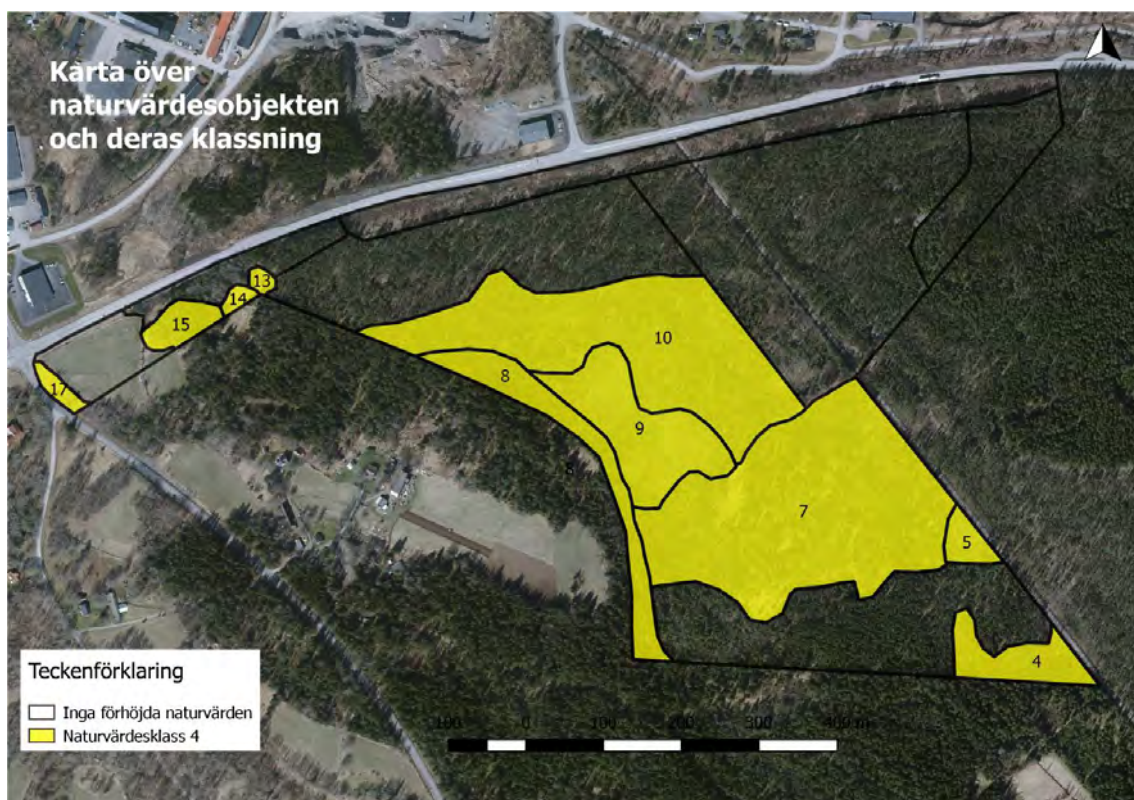 Karta över
naturvärdesobjekten
och deras klassning
13
14
15
10
8
17
9
8
7
5
4
Teckenförklaring
Inga förhöjda naturvärden
Naturvärdesklass 4
100 0 100 200 300 400 m